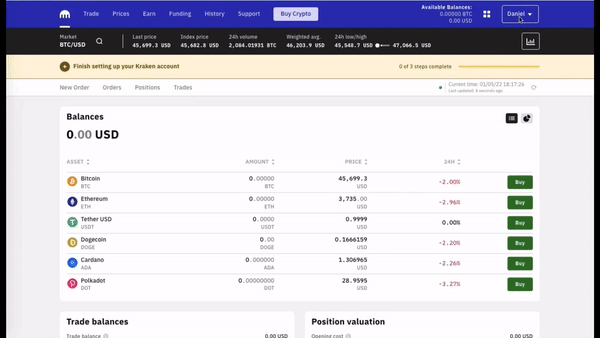 Trade Prices Earn Funding History Support Buy Crypto Available Balances: 0.00000 BTC 0.00 USD Daniel
Market BTC/USD Last price 45,699.3 USD Index price 45,682.8 USD 24h volume 2,084.01931 BTC Weighted avg. 46,203.9 USD 24h low/high 45,548.7 USD 47,066.5 USD
Finish setting up your Kraken account 0 of 3 steps complete
New Order Orders Positions Trades Current time: 01/05/22 18:17:26
Last updated: 6 seconds ago
Balances
0.00 USD
ASSET AMOUNT PRICE 24H
Bitcoin 0.00000 45,699.3 -2.00% Buy
BTC BTC USD
Ethereum 0.00000 3,735.00 -2.96% Buy
ETH ETH USD
Tether USD 0.0000 0.9999 0.00% Buy
USDT USDT USD
Dogecoin 0.00 0.1666159 -2.20% Buy
DOGE DOGE USD
Cardano 0.000000 1.306965 -2.26% Buy
ADA ADA USD
Polkadot 0.00000000 28.9595 -3.27% Buy
DOT DOT USD
Trade balances Position valuation
Trade balance 0.00 USD Opening cost 0.00 USD